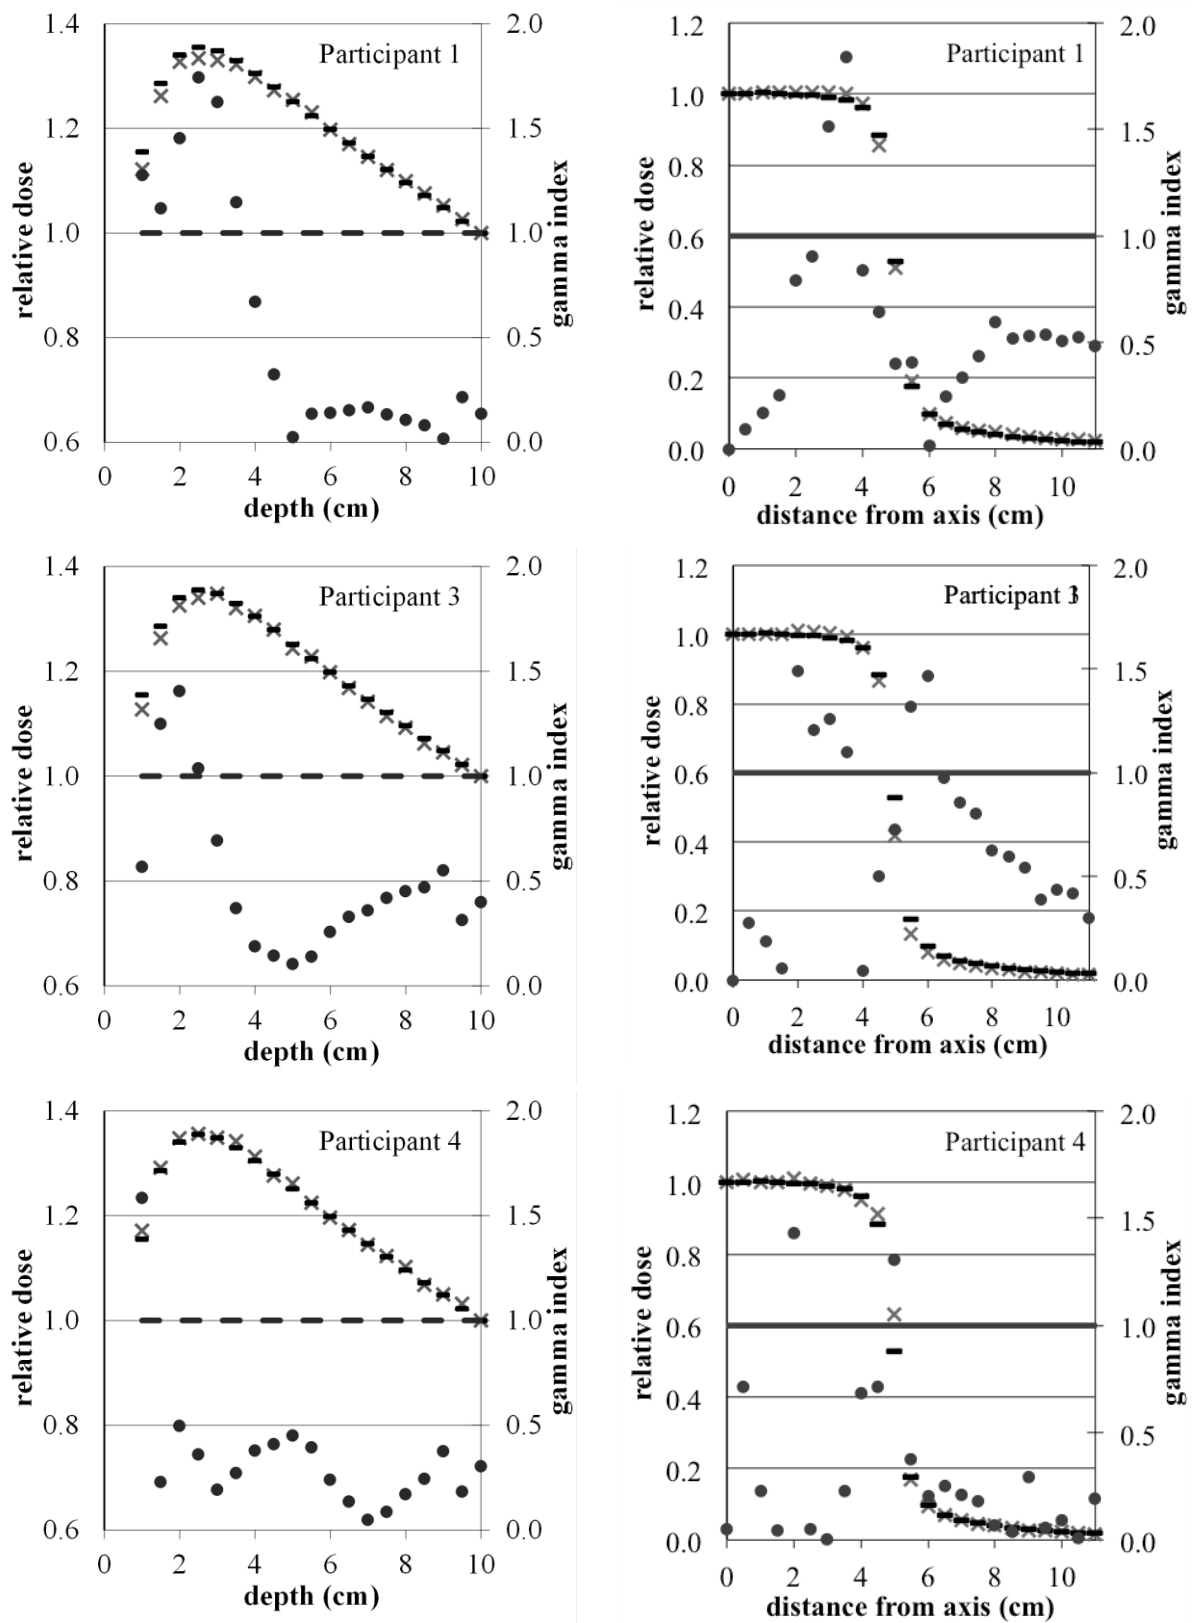 1.4 2.0
Participant 1
1.2 1.5
relative dose
1.0 1.0
gamma index
0.8 0.5
0.6 0.0
0 2 4 6 8 10
depth (cm)
1.2 2.0
Participant 1
1.0
1.5
0.8
relative dose
0.6 1.0
gamma index
0.4
0.5
0.2
0.0 0.0
0 2 4 6 8 10
distance from axis (cm)
1.4 2.0
Participant 3
1.2 1.5
relative dose
1.0 1.0
gamma index
0.8 0.5
0.6 0.0
0 2 4 6 8 10
depth (cm)
1.2 2.0
Participant
1.0
1.5
0.8
relative dose
0.6 1.0
gamma index
0.4
0.5
0.2
0.0 0.0
0 2 4 6 8 10
distance from axis (cm)
1.4 2.0
Participant 4
1.2 1.5
relative dose
1.0 1.0
gamma index
0.8 0.5
0.6 0.0
0 2 4 6 8 10
depth (cm)
1.2 2.0
Participant 4
1.0
1.5
0.8
relative dose
0.6 1.0
gamma index
0.4
0.5
0.2
0.0 0.0
0 2 4 6 8 10
distance from axis (cm)